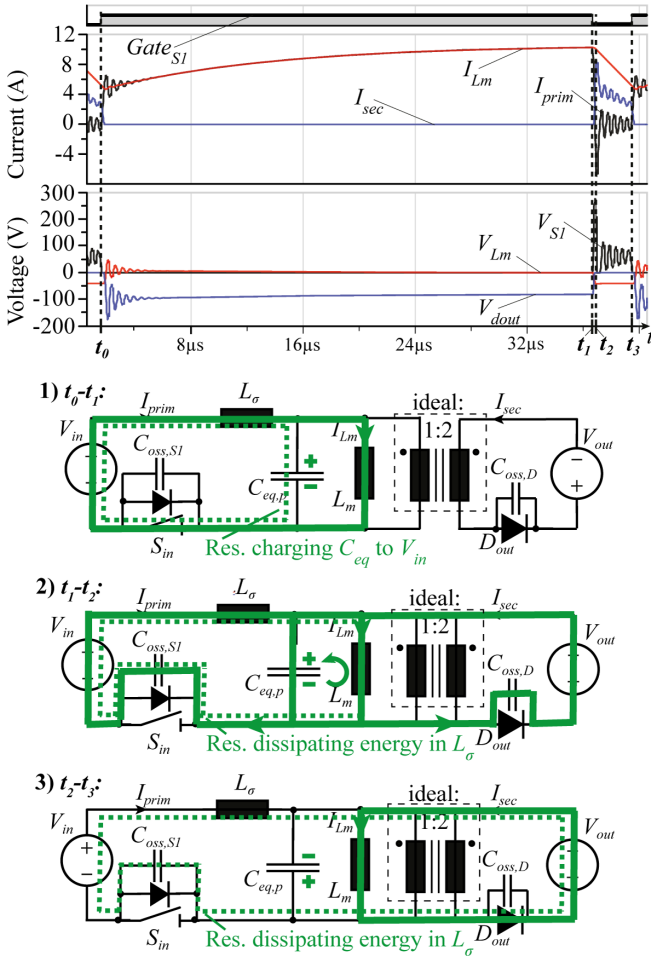 Gate_S1
12
8
4
0
-4
Current (A)
I_Lm
I_prim
I_sec
300
200
100
0
-100
-200
Voltage (V)
V_S1
V_Lm
V_dout
t_0
8µs
16µs
24µs
32µs
t_1
t_2
t_3
t
1) t_0-t_1:
I_prim
L_σ
ideal:
1:2
I_sec
V_in
C_oss,S1
C_eq,p
I_Lm
L_m
C_oss,D
V_out
S_in
D_out
Res. charging C_eq to V_in
2) t_1-t_2:
I_prim
L_σ
ideal:
1:2
I_sec
V_in
C_oss,S1
C_eq,p
I_Lm
L_m
C_oss,D
V_out
S_in
D_out
Res. dissipating energy in L_σ
3) t_2-t_3:
I_prim
L_σ
ideal:
1:2
I_sec
V_in
C_oss,S1
C_eq,p
I_Lm
L_m
C_oss,D
V_out
S_in
D_out
Res. dissipating energy in L_σ